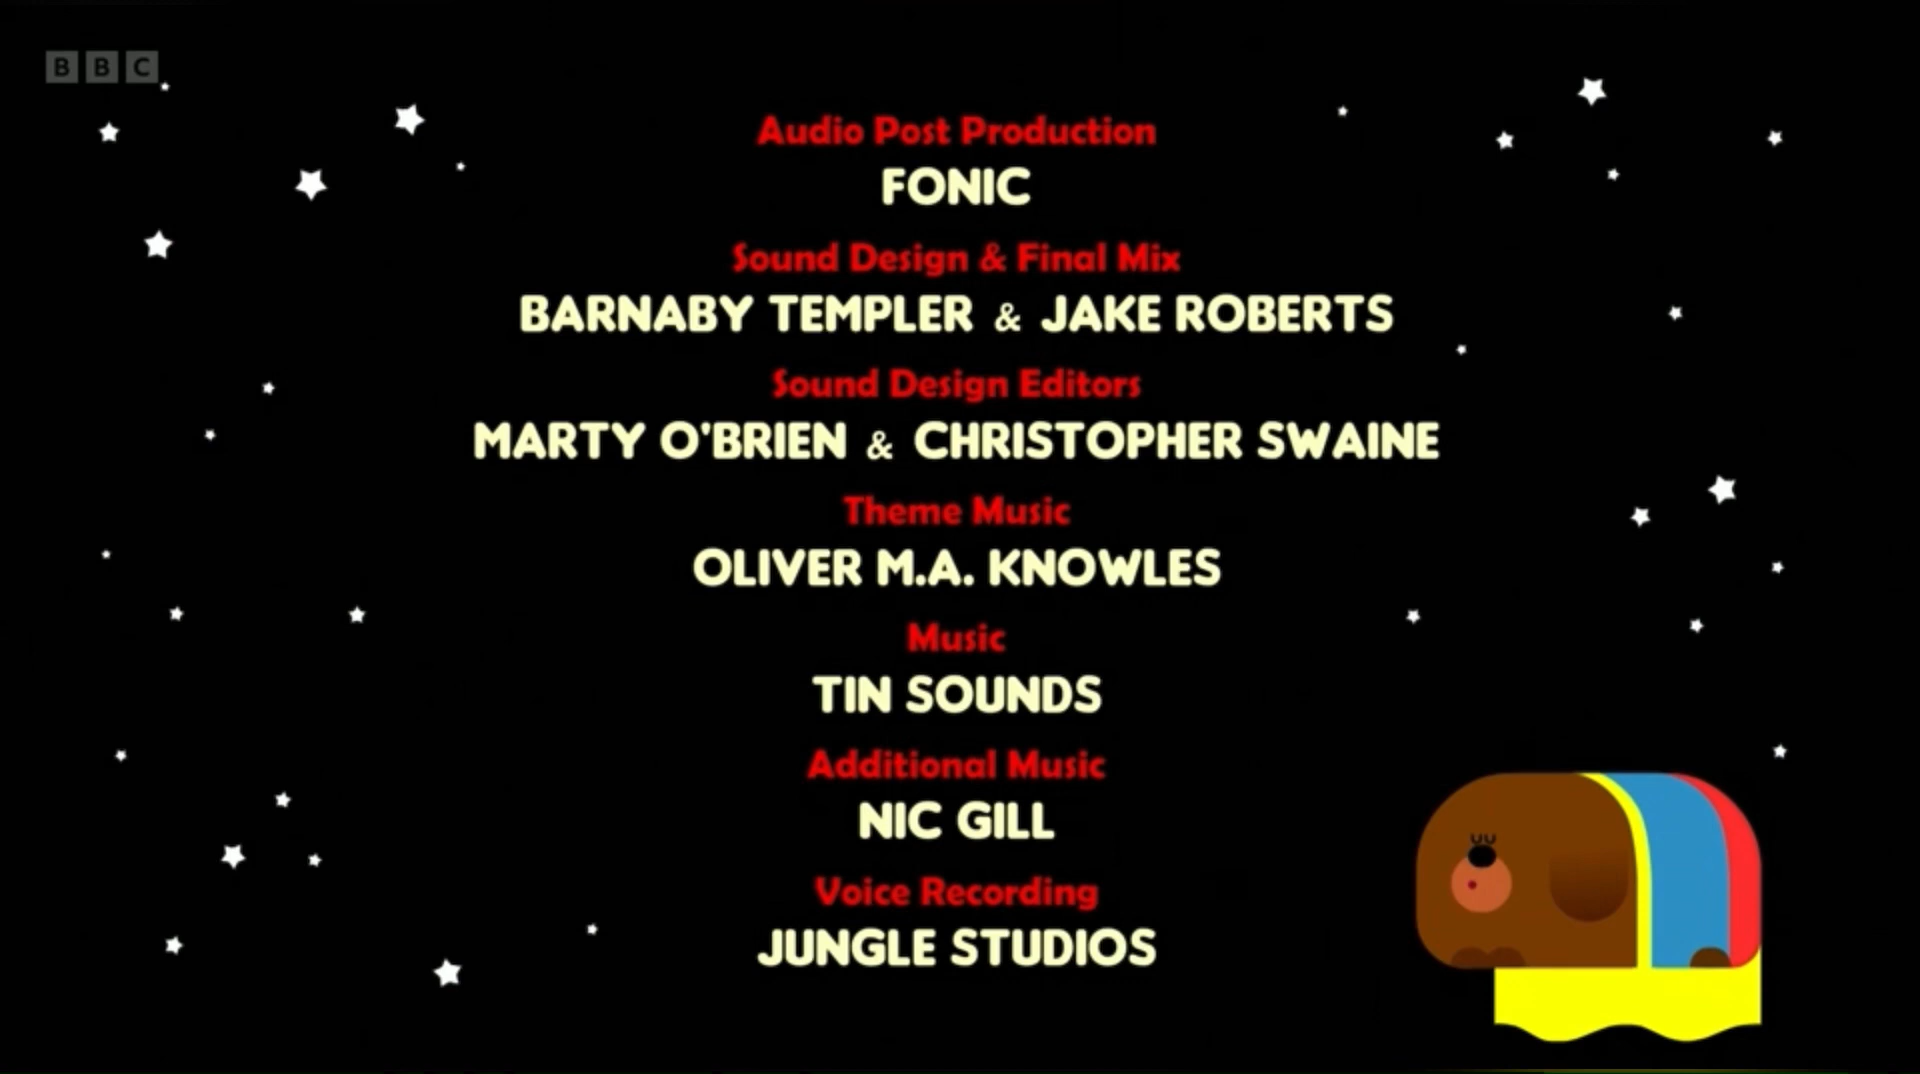 BBC
Audio Post Production
FONIC
Sound Design & Final Mix
BARNABY TEMPLER & JAKE ROBERTS
Sound Design Editors
MARTY O'BRIEN & CHRISTOPHER SWAINE
Theme Music
OLIVER M.A. KNOWLES
Music
TIN SOUNDS
Additional Music
NIC GILL
Voice Recording
JUNGLE STUDIOS